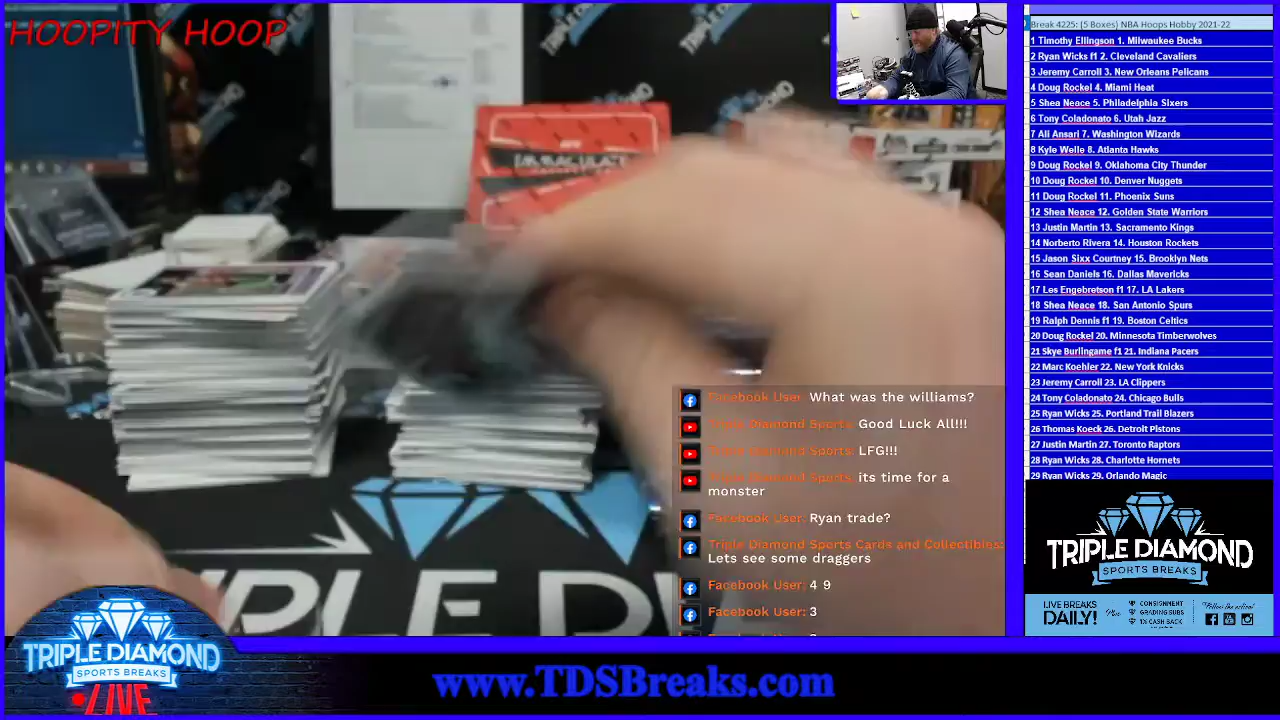 HOOPITY HOOP
IMMACULATE
Break 4225: (5 Boxes) NBA Hoops Hobby 2021-22
1 Timothy Ellingson 1. Milwaukee Bucks
2 Ryan Wicks f1 2. Cleveland Cavaliers
3 Jeremy Carroll 3. New Orleans Pelicans
4 Doug Rockel 4. Miami Heat
5 Shea Neace 5. Philadelphia Sixers
6 Tony Coladonato 6. Utah Jazz
7 Ali Ansari 7. Washington Wizards
8 Kyle Welle 8. Atlanta Hawks
9 Doug Rockel 9. Oklahoma City Thunder
10 Doug Rockel 10. Denver Nuggets
11 Doug Rockel 11. Phoenix Suns
12 Shea Neace 12. Golden State Warriors
13 Justin Martin 13. Sacramento Kings
14 Norberto Rivera 14. Houston Rockets
15 Jason Sixx Courtney 15. Brooklyn Nets
16 Sean Daniels 16. Dallas Mavericks
17 Les Engebretson f1 17. LA Lakers
18 Shea Neace 18. San Antonio Spurs
19 Ralph Dennis f1 19. Boston Celtics
20 Doug Rockel 20. Minnesota Timberwolves
21 Skye Burlingame f1 21. Indiana Pacers
22 Marc Koehler 22. New York Knicks
23 Jeremy Carroll 23. LA Clippers
24 Tony Coladonato 24. Chicago Bulls
25 Ryan Wicks 25. Portland Trail Blazers
26 Thomas Koeck 26. Detroit Pistons
27 Justin Martin 27. Toronto Raptors
28 Ryan Wicks 28. Charlotte Hornets
29 Ryan Wicks 29. Orlando Magic
Facebook User: What was the williams?
Triple Diamond Sports: Good Luck All!!!
Triple Diamond Sports: LFG!!!
Triple Diamond Sports: its time for a
monster
Facebook User: Ryan trade?
Triple Diamond Sports Cards and Collectibles:
Lets see some draggers
Facebook User: 4 9
Facebook User: 3
TRIPLE D
TRIPLE DIAMOND
SPORTS BREAKS
LIVE BREAKS
DAILY!
Plus
CONSIGNMENT
GRADING SUBS
1% CASH BACK
Follow the action!
TRIPLE DIAMOND
SPORTS BREAKS
LIVE
www.TDSBreaks.com